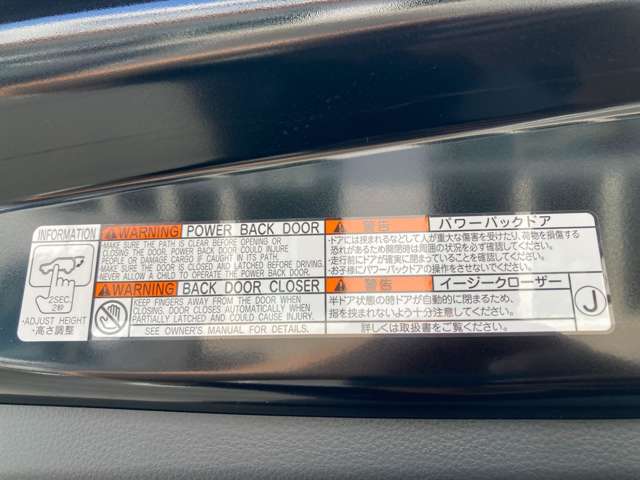 INFORMATION
2SEC.
2秒
・ADJUST HEIGHT
・高さ調整
WARNING POWER BACK DOOR
・MAKE SURE THE PATH IS CLEAR BEFORE OPENING OR
CLOSING THE DOOR. POWER BACK DOOR COULD INJURE
PEOPLE OR DAMAGE CARGO IF CAUGHT IN ITS PATH.
・MAKE SURE THE DOOR IS CLOSED AND LATCHED BEFORE DRIVING.
・NEVER ALLOW A CHILD TO OPERATE THE POWER BACK DOOR.
WARNING BACK DOOR CLOSER
KEEP FINGERS AWAY FROM THE DOOR WHEN
CLOSING. DOOR CLOSES AUTOMATICALLY WHEN
PARTIALLY LATCHED AND COULD CAUSE INJURY.
SEE OWNER'S MANUAL FOR DETAILS.
警告 パワーバックドア
・ドアには挟まれるなどして人が重大な傷害を受けたり、荷物を損傷する
恐れがあるため開閉時は周囲の状況を必ず確認してください。
・走行前にドアが確実に閉まっていることを確認してください。
・お子様にパワーバックドアの操作をさせないでください。
警告 イージークローザー
半ドア状態の時ドアが自動的に閉まるため、
指を挟まれないよう十分注意してください。
詳しくは取扱書をご覧ください。
J